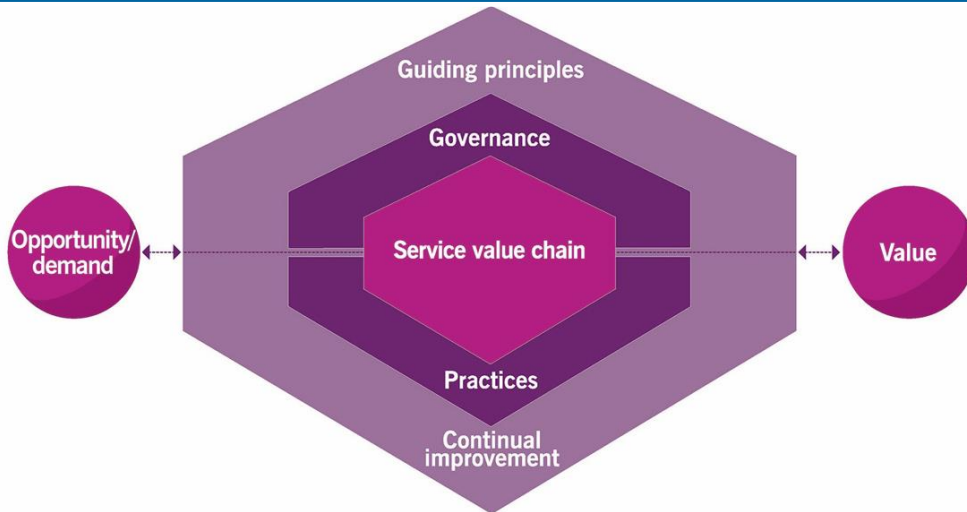 Guiding principles
Governance
Opportunity/
demand
Service value chain
Value
Practices
Continual
improvement